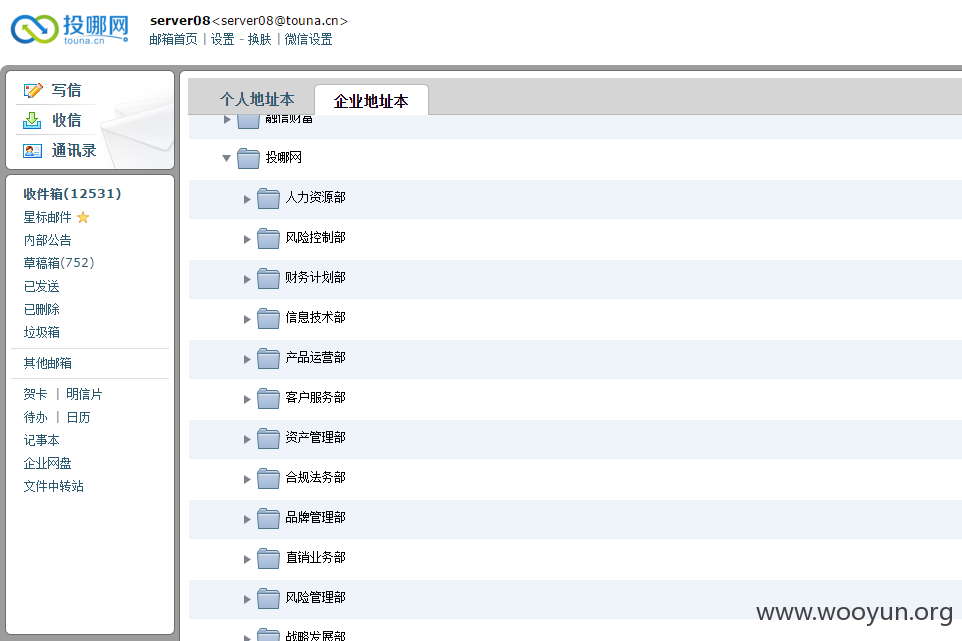 投哪网
touna.cn
server08<server08@touna.cn>
邮箱首页 | 设置 - 换肤 | 微信设置
写信
收信
通讯录
收件箱(12531)
星标邮件
内部公告
草稿箱(752)
已发送
已删除
垃圾箱
其他邮箱
贺卡 | 明信片
待办 | 日历
记事本
企业网盘
文件中转站
个人地址本
企业地址本
融信财富
投哪网
人力资源部
风险控制部
财务计划部
信息技术部
产品运营部
客户服务部
资产管理部
合规法务部
品牌管理部
直销业务部
风险管理部
战略发展部
www.wooyun.org